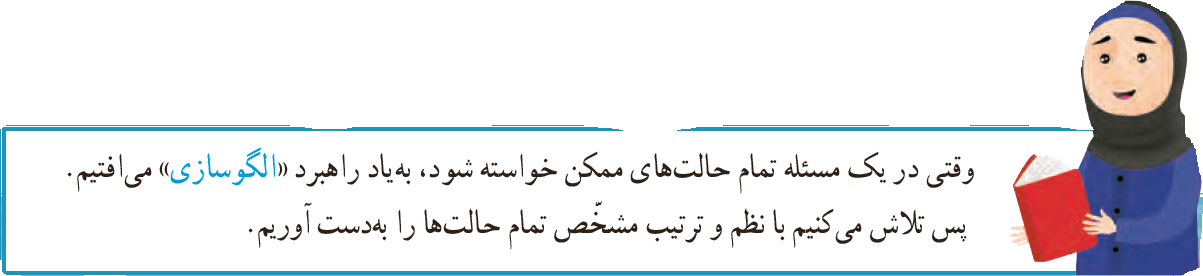 وقتی در یک مسئله تمام حالت‌های ممکن خواسته شود، به‌یاد راهبرد «الگوسازی» می‌افتیم.
پس تلاش می‌کنیم با نظم و ترتیب مشخّص تمام حالت‌ها را به‌دست آوریم.